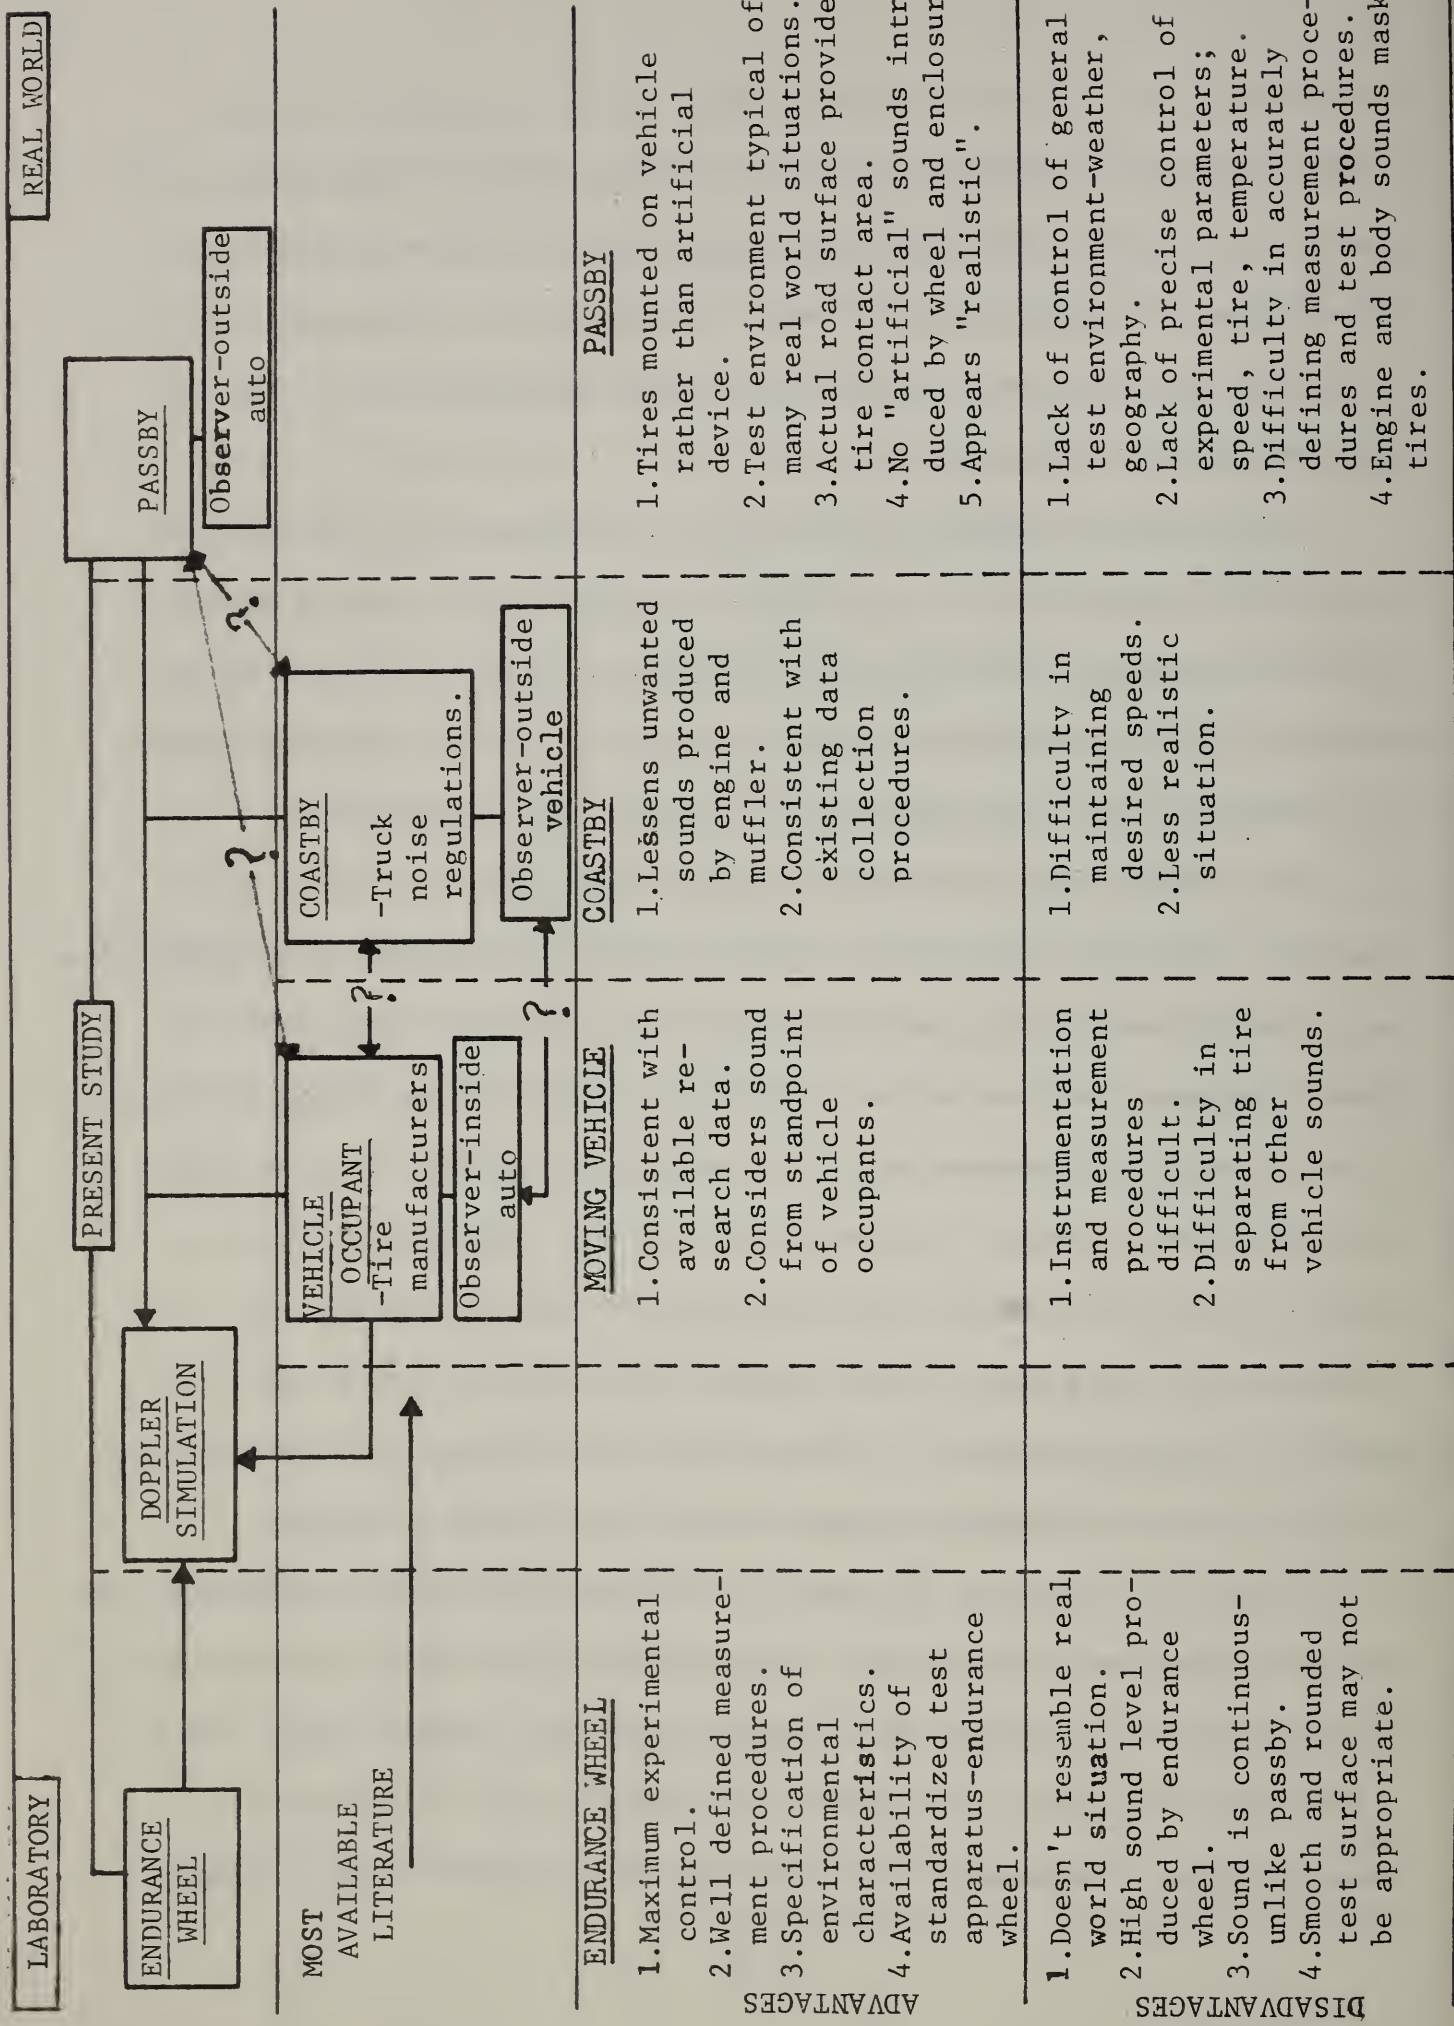 LABORATORY
REAL WORLD
PRESENT STUDY
ENDURANCE
WHEEL
DOPPLER
SIMULATION
PASSBY
Observer-outside
auto
MOST
AVAILABLE
LITERATURE
VEHICLE
OCCUPANT
-Tire
manufacturers
Observer-inside
auto
COASTBY
-Truck
noise
regulations.
Observer-outside
vehicle
?
?
?
?
ADVANTAGES
ENDURANCE WHEEL
1.Maximum experimental
control.
2.Well defined measure-
ment procedures.
3.Specification of
environmental
characteristics.
4.Availability of
standardized test
apparatus-endurance
wheel.
MOVING VEHICLE
1.Consistent with
available re-
search data.
2.Considers sound
from standpoint
of vehicle
occupants.
COASTBY
1.Lessens unwanted
sounds produced
by engine and
muffler.
2.Consistent with
existing data
collection
procedures.
PASSBY
1.Tires mounted on vehicle
rather than artificial
device.
2.Test environment typical of
many real world situations.
3.Actual road surface provide
tire contact area.
4.No "artificial" sounds intr
duced by wheel and enclosur
5.Appears "realistic".
DISADVANTAGES
1.Doesn't resemble real
world situation.
2.High sound level pro-
duced by endurance
wheel.
3.Sound is continuous-
unlike passby.
4.Smooth and rounded
test surface may not
be appropriate.
1.Instrumentation
and measurement
procedures
difficult.
2.Difficulty in
separating tire
from other
vehicle sounds.
1.Difficulty in
maintaining
desired speeds.
2.Less realistic
situation.
1.Lack of control of general
test environment-weather,
geography.
2.Lack of precise control of
experimental parameters;
speed, tire, temperature.
3.Difficulty in accurately
defining measurement proce-
dures and test procedures.
4.Engine and body sounds mask
tires.